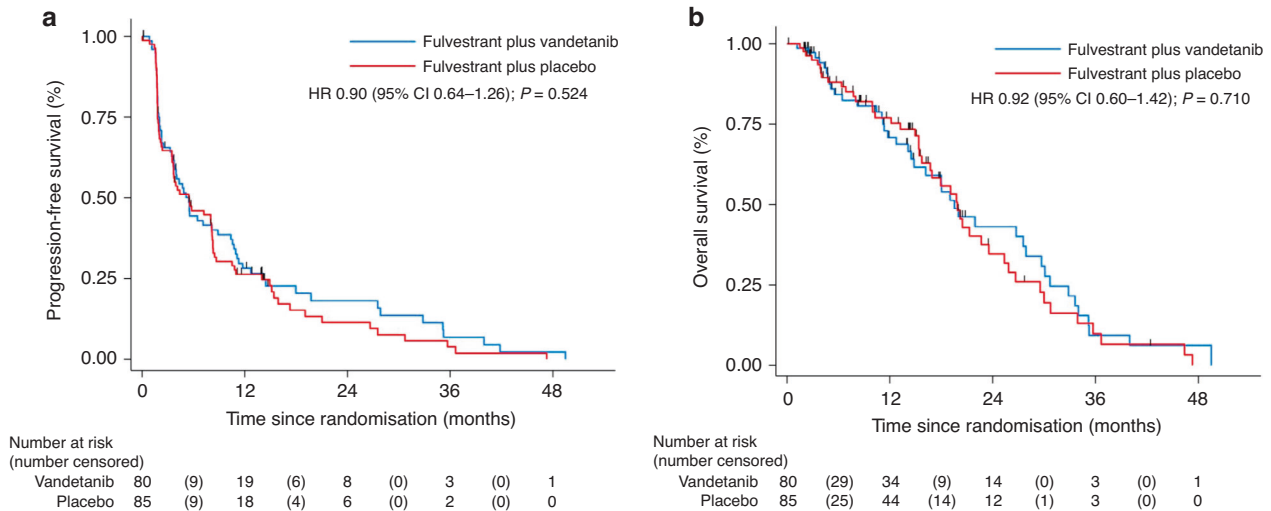 a
1.00
0.75
0.50
0.25
0.00
Progression-free survival (%)
Fulvestrant plus vandetanib
Fulvestrant plus placebo
HR 0.90 (95% CI 0.64–1.26); P = 0.524
0 12 24 36 48
Time since randomisation (months)
Number at risk
(number censored)
Vandetanib 80 (9) 19 (6) 8 (0) 3 (0) 1
Placebo 85 (9) 18 (4) 6 (0) 2 (0) 0
b
1.00
0.75
0.50
0.25
0.00
Overall survival (%)
Fulvestrant plus vandetanib
Fulvestrant plus placebo
HR 0.92 (95% CI 0.60–1.42); P = 0.710
0 12 24 36 48
Time since randomisation (months)
Number at risk
(number censored)
Vandetanib 80 (29) 34 (9) 14 (0) 3 (0) 1
Placebo 85 (25) 44 (14) 12 (1) 3 (0) 0